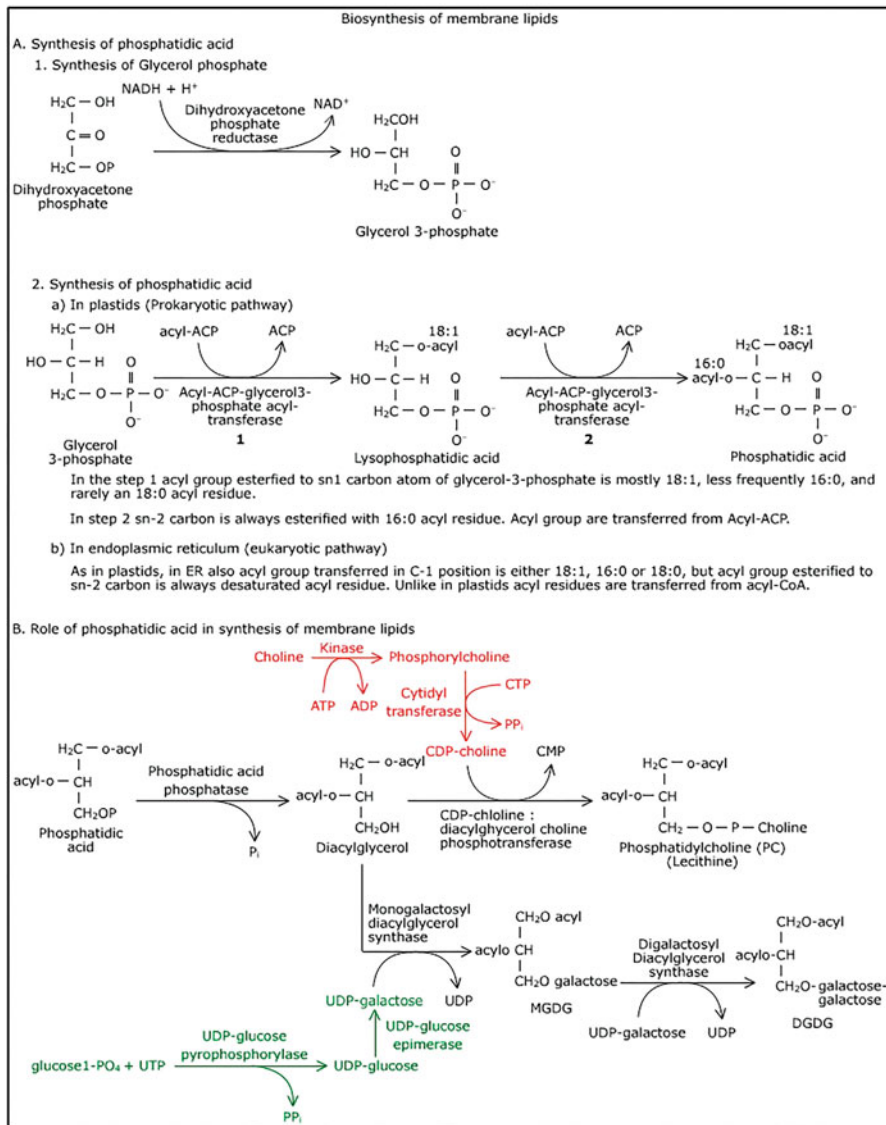 Biosynthesis of membrane lipids
A. Synthesis of phosphatidic acid
1. Synthesis of Glycerol phosphate
NADH + H⁺
NAD⁺
Dihydroxyacetone
phosphate
reductase
H₂C — OH
C = O
H₂C — OP
Dihydroxyacetone
phosphate
H₂COH
HO — CH O
H₂C — O — P — O⁻
O⁻
Glycerol 3-phosphate
2. Synthesis of phosphatidic acid
a) In plastids (Prokaryotic pathway)
H₂C — OH
HO — C — H O
H₂C — O — P — O⁻
O⁻
Glycerol
3-phosphate
acyl-ACP
ACP
Acyl-ACP-glycerol3-
phosphate acyl-
transferase
1
18:1
H₂C — o-acyl
HO — C — H O
H₂C — O — P — O⁻
O⁻
Lysophosphatidic acid
acyl-ACP
ACP
Acyl-ACP-glycerol3-
phosphate acyl-
transferase
2
18:1
H₂C — oacyl
16:0
acyl-o — C — H O
H₂C — O — P — O⁻
O⁻
Phosphatidic acid
In the step 1 acyl group esterfied to sn1 carbon atom of glycerol-3-phosphate is mostly 18:1, less frequently 16:0, and
rarely an 18:0 acyl residue.
In step 2 sn-2 carbon is always esterified with 16:0 acyl residue. Acyl group are transferred from Acyl-ACP.
b) In endoplasmic reticulum (eukaryotic pathway)
As in plastids, in ER also acyl group transferred in C-1 position is either 18:1, 16:0 or 18:0, but acyl group esterified to
sn-2 carbon is always desaturated acyl residue. Unlike in plastids acyl residues are transferred from acyl-CoA.
B. Role of phosphatidic acid in synthesis of membrane lipids
Choline
Kinase
Phosphorylcholine
ATP
ADP
Cytidyl
transferase
CTP
PPᵢ
CDP-choline
CMP
H₂C — o-acyl
acyl-o — CH
CH₂OP
Phosphatidic
acid
Phosphatidic acid
phosphatase
Pᵢ
H₂C — o-acyl
acyl-o — CH
CH₂OH
Diacylglycerol
CDP-chloline :
diacylghycerol choline
phosphotransferase
H₂C — o-acyl
acyl-o — CH
CH₂ — O — P — Choline
Phosphatidylcholine (PC)
(Lecithine)
Monogalactosyl
diacylglycerol
synthase
UDP-galactose
UDP
CH₂O acyl
acylo CH
CH₂O galactose
MGDG
Digalactosyl
Diacylglycerol
synthase
UDP-galactose
UDP
CH₂O-acyl
acylo-CH
CH₂O-galactose-
galactose
DGDG
UDP-glucose
epimerase
glucose1-PO₄ + UTP
UDP-glucose
pyrophosphorylase
UDP-glucose
PPᵢ